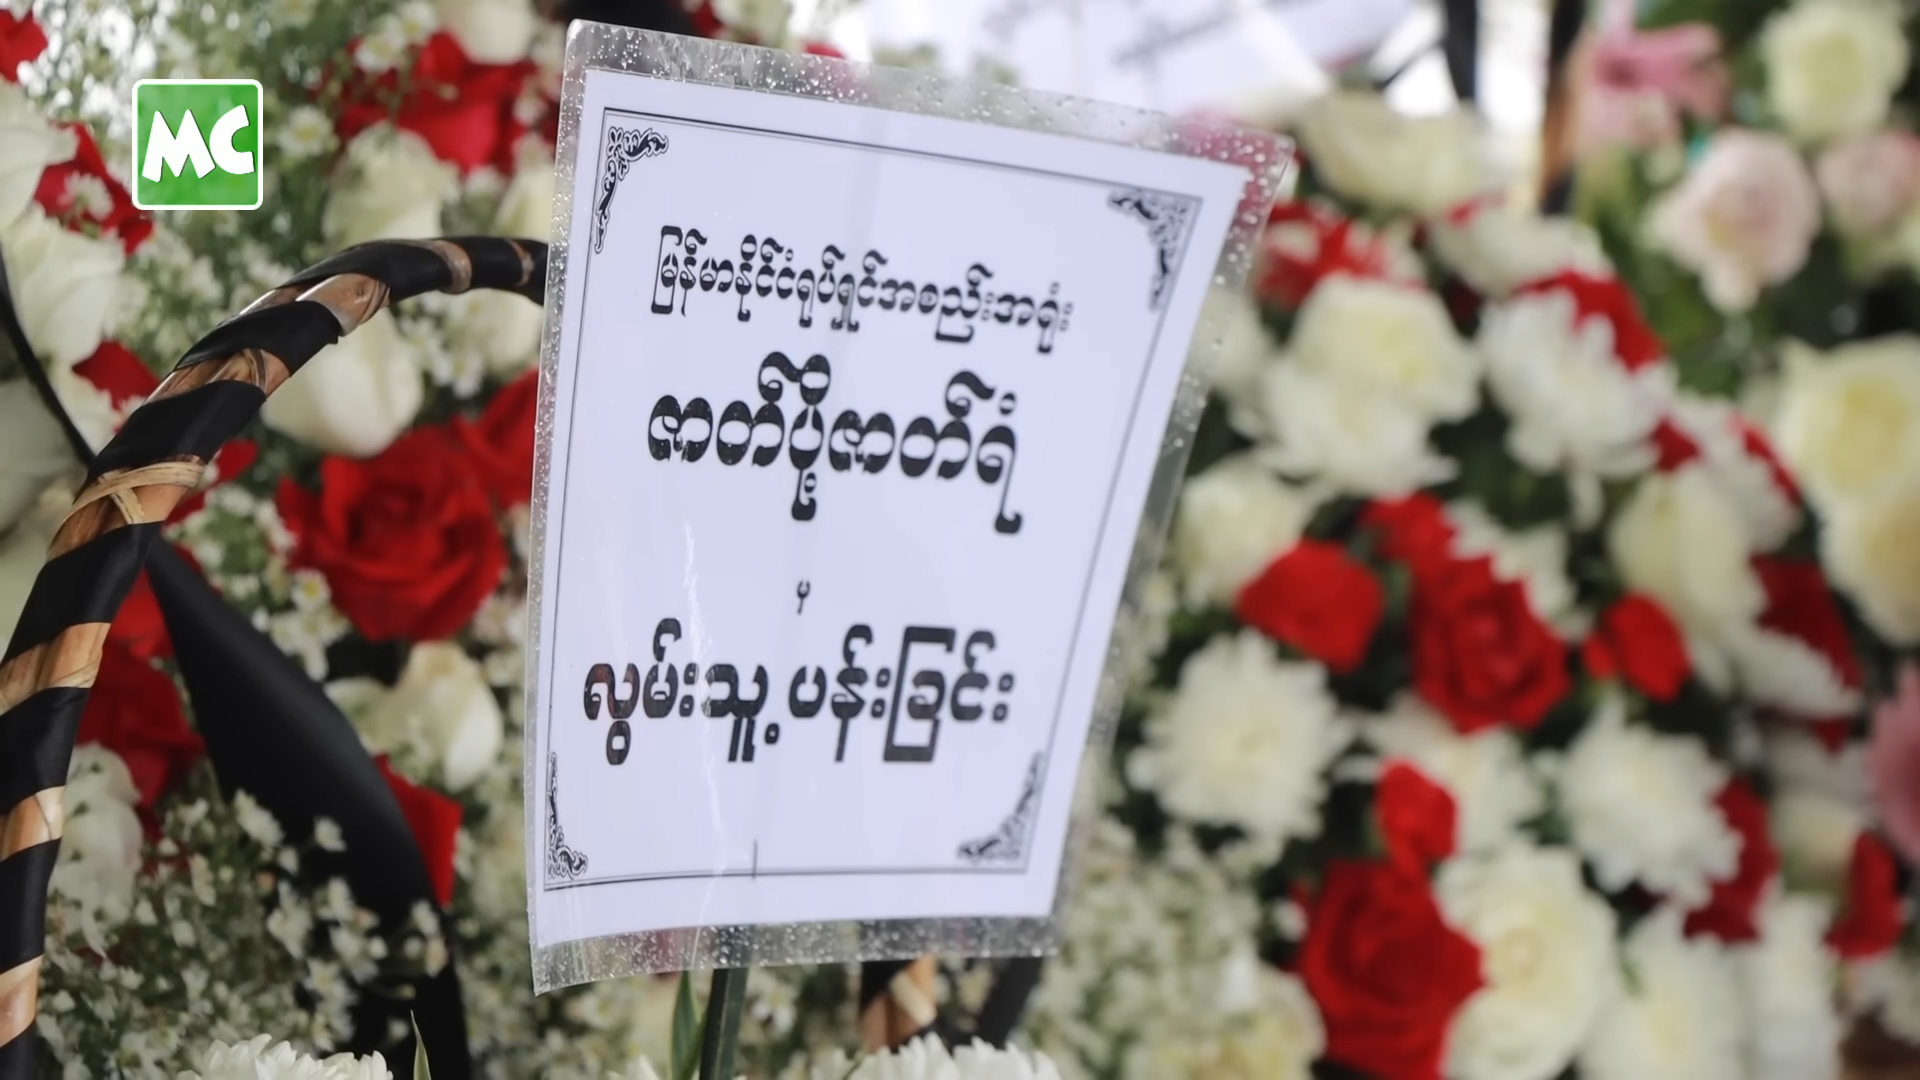 MC
မြန်မာနိုင်ငံရုပ်ရှင်အစည်းအရုံး
ဇာတ်ပို့ဇာတ်ရံ
မှ
လွမ်းသူ့ ပန်းခြင်း